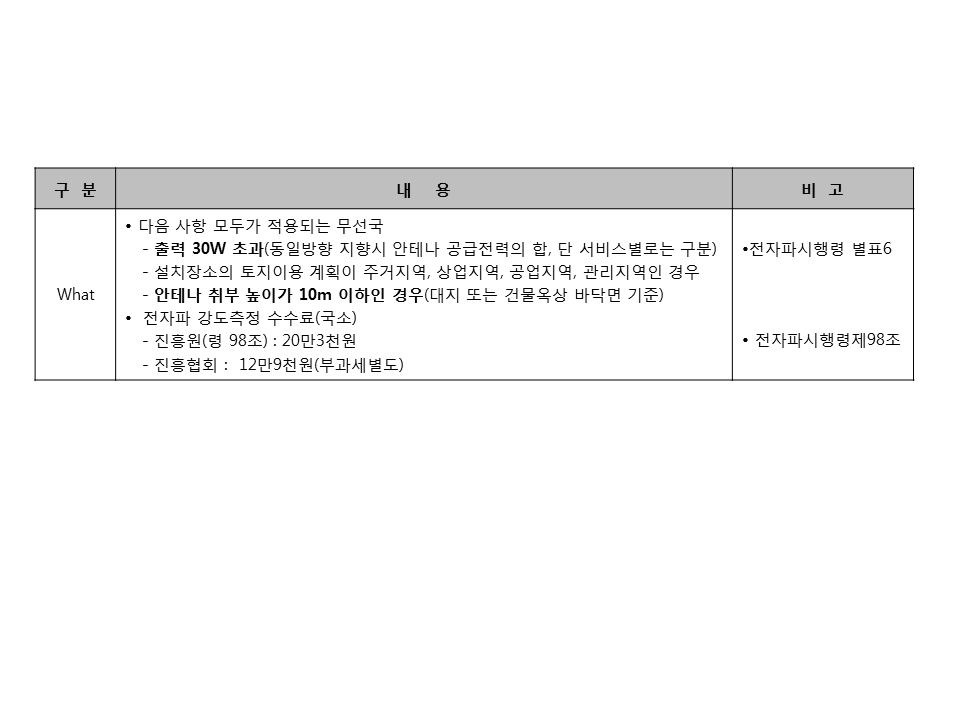 구 분
내 용
비 고
What
• 다음 사항 모두가 적용되는 무선국
- 출력 30W 초과(동일방향 지향시 안테나 공급전력의 합, 단 서비스별로는 구분)
- 설치장소의 토지이용 계획이 주거지역, 상업지역, 공업지역, 관리지역인 경우
- 안테나 취부 높이가 10m 이하인 경우(대지 또는 건물옥상 바닥면 기준)
• 전자파 강도측정 수수료(국소)
- 진흥원(령 98조) : 20만3천원
- 진흥협회 : 12만9천원(부과세별도)
•전자파시행령 별표6
• 전자파시행령제98조